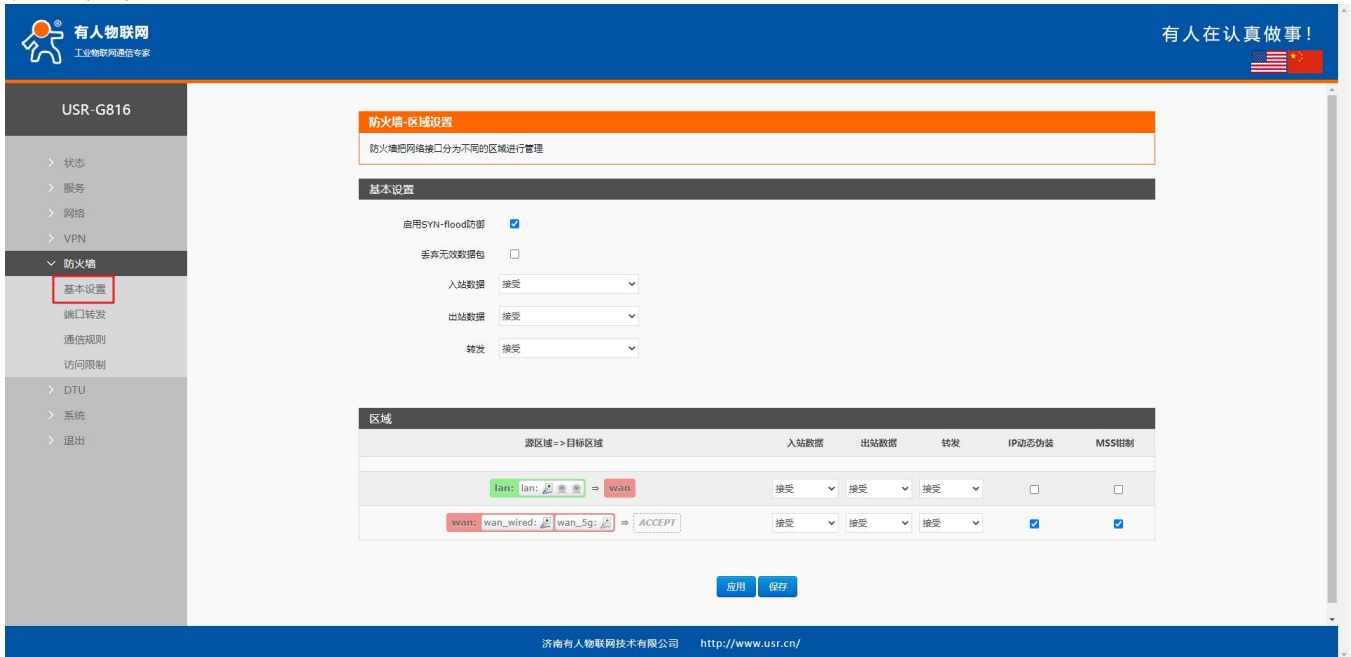 有人物联网
工业物联网通信专家
有人在认真做事!
USR-G816
状态
服务
网络
VPN
防火墙
基本设置
端口转发
通信规则
访问限制
DTU
系统
退出
防火墙-区域设置
防火墙把网络接口分为不同的区域进行管理
基本设置
启用SYN-flood防御
丢弃无效数据包
入站数据 接受
出站数据 接受
转发 接受
区域
源区域=>目标区域 入站数据 出站数据 转发 IP动态伪装 MSS钳制
lan: lan: ⇒ wan 接受 接受 接受
wan: wan_wired: wan_5g: ⇒ ACCEPT 接受 接受 接受
应用 保存
济南有人物联网技术有限公司 http://www.usr.cn/